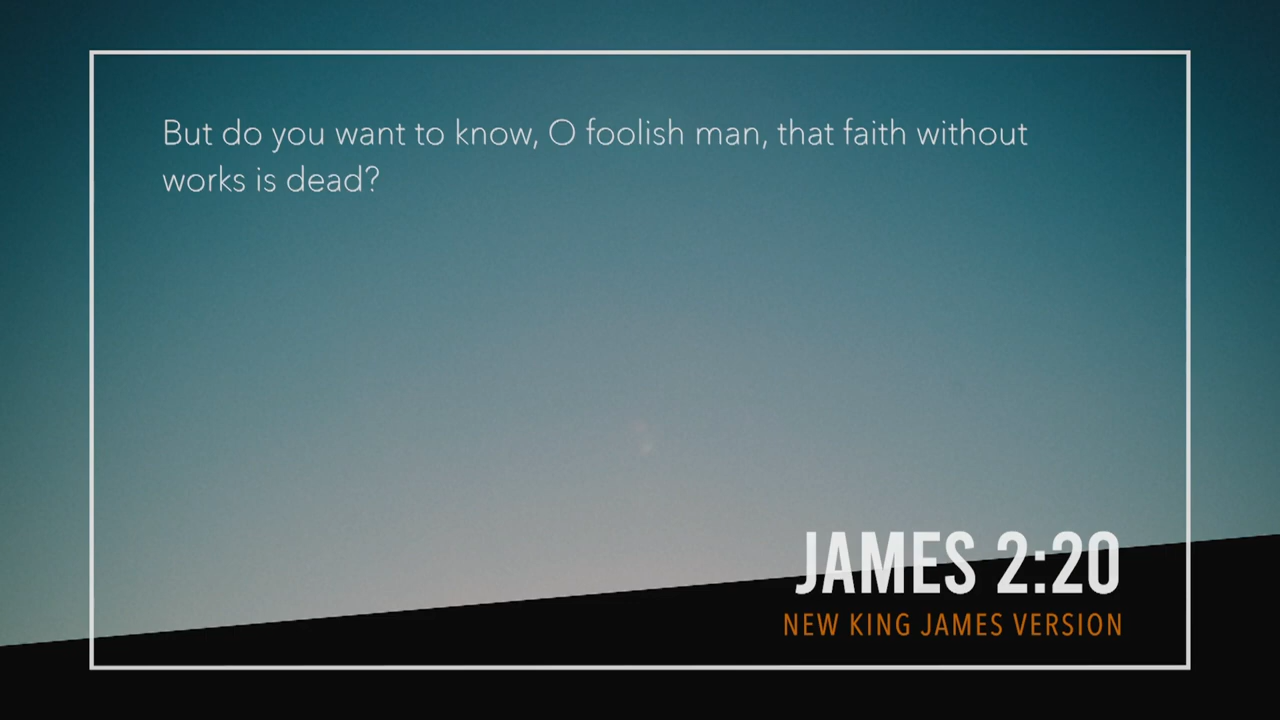 But do you want to know, O foolish man, that faith without
works is dead?
JAMES 2:20
NEW KING JAMES VERSION